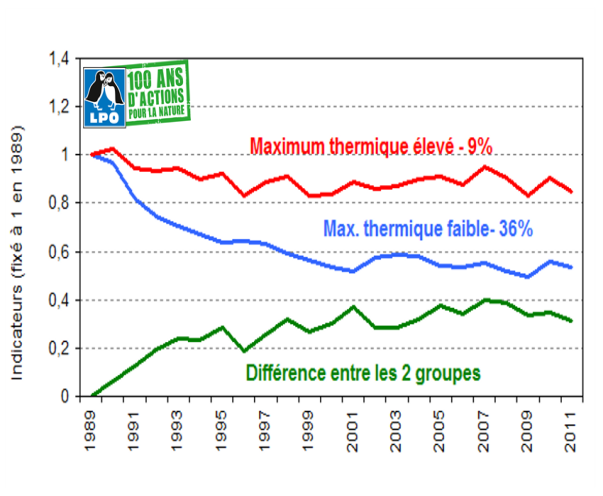 1,4
1,2
1
0,8
0,6
0,4
0,2
0
Indicateurs (fixé à 1 en 1989)
LPO
100 ANS
D'ACTIONS
POUR LA NATURE
Maximum thermique élevé - 9%
Max. thermique faible- 36%
Différence entre les 2 groupes
1989
1991
1993
1995
1997
1999
2001
2003
2005
2007
2009
2011